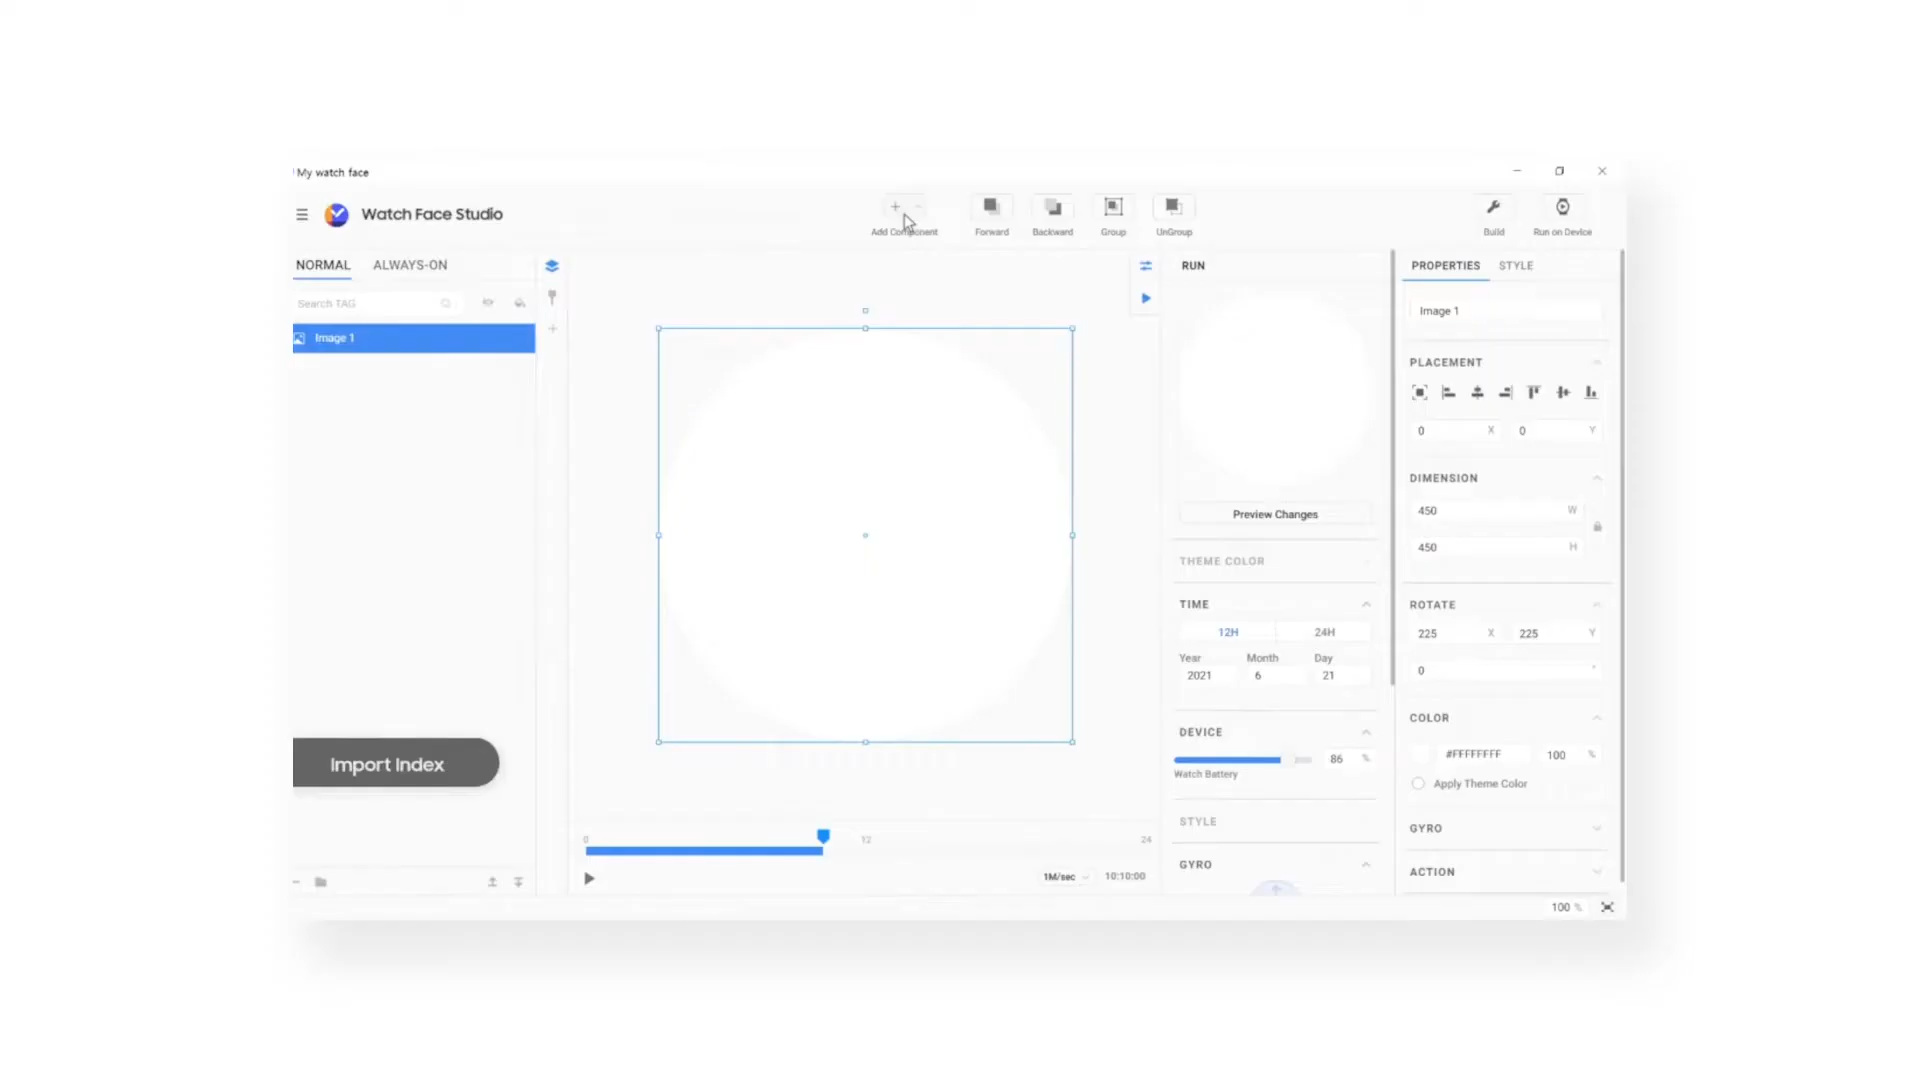 My watch face
Watch Face Studio
Add Component
Forward
Backward
Group
UnGroup
Build
Run on Device
NORMAL
ALWAYS-ON
Search TAG
Image 1
Import Index
0
12
24
1M/sec
10:10:00
RUN
Preview Changes
THEME COLOR
TIME
12H
24H
Year
Month
Day
2021
6
21
DEVICE
86 %
Watch Battery
STYLE
GYRO
PROPERTIES
STYLE
Image 1
PLACEMENT
0 X 0 Y
DIMENSION
450 W
450 H
ROTATE
225 X 225 Y
0 °
COLOR
#FFFFFFFF 100 %
Apply Theme Color
GYRO
ACTION
100 %